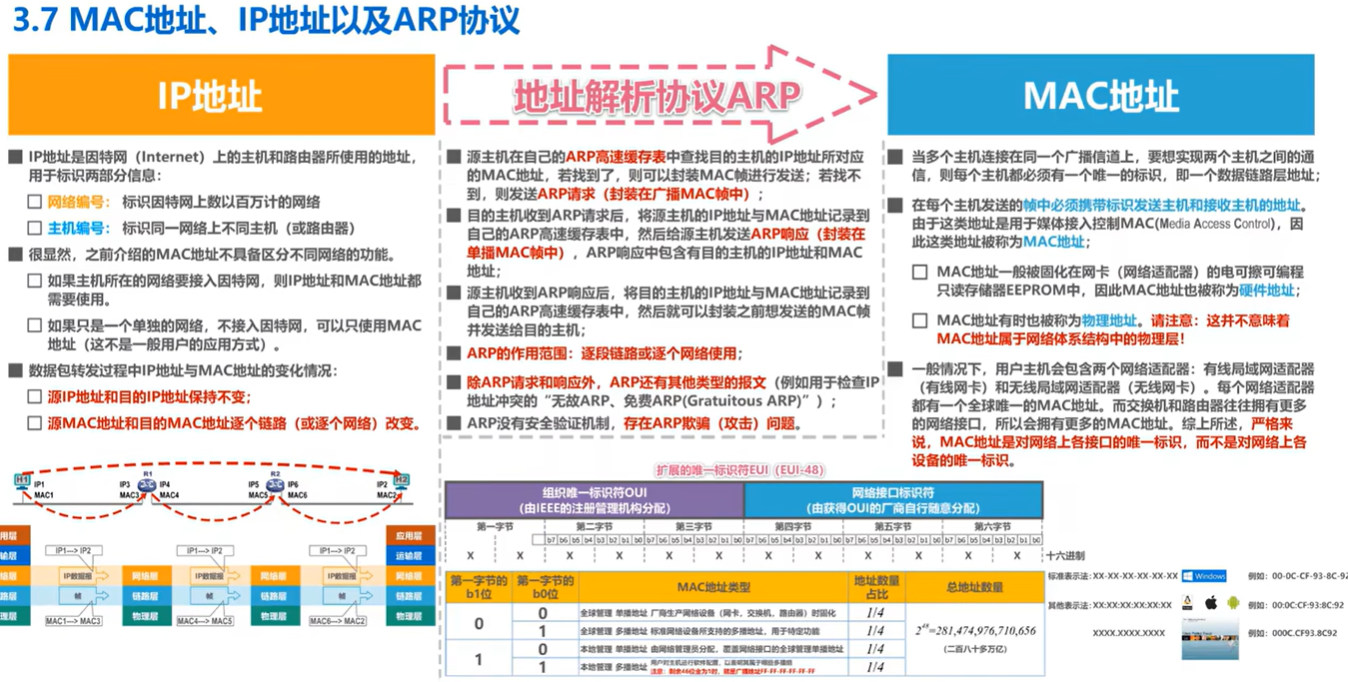 3.7 MAC地址、IP地址以及ARP协议
IP地址
IP地址是因特网（Internet）上的主机和路由器所使用的地址，
用于标识两部分信息：
网络编号： 标识因特网上数以百万计的网络
主机编号： 标识同一网络上不同主机（或路由器）
很显然，之前介绍的MAC地址不具备区分不同网络的功能。
如果主机所在的网络要接入因特网，则IP地址和MAC地址都
需要使用。
如果只是一个单独的网络，不接入因特网，可以只使用MAC
地址（这不是一般用户的应用方式）。
数据包转发过程中IP地址与MAC地址的变化情况：
源IP地址和目的IP地址保持不变；
源MAC地址和目的MAC地址逐个链路（或逐个网络）改变。
H1 IP1 MAC1 IP3 MAC3 R1 IP4 MAC4 IP5 MAC5 R2 IP6 MAC6 IP2 MAC2 H2
用层 应用层
输层 IP1---> IP2 IP1---> IP2 IP1---> IP2 运输层
络层 IP数据报 网络层 IP数据报 网络层 IP数据报 网络层
路层 帧 链路层 帧 链路层 帧 链路层
理层 MAC1---> MAC3 物理层 MAC4---> MAC5 物理层 MAC6---> MAC2 物理层
地址解析协议ARP
源主机在自己的ARP高速缓存表中查找目的主机的IP地址所对应
的MAC地址，若找到了，则可以封装MAC帧进行发送；若找不
到，则发送ARP请求（封装在广播MAC帧中）；
目的主机收到ARP请求后，将源主机的IP地址与MAC地址记录到
自己的ARP高速缓存表中，然后给源主机发送ARP响应（封装在
单播MAC帧中），ARP响应中包含有目的主机的IP地址和MAC
地址；
源主机收到ARP响应后，将目的主机的IP地址与MAC地址记录到
自己的ARP高速缓存表中，然后就可以封装之前想发送的MAC帧
并发送给目的主机；
ARP的作用范围：逐段链路或逐个网络使用；
除ARP请求和响应外，ARP还有其他类型的报文（例如用于检查IP
地址冲突的“无故ARP、免费ARP(Gratuitous ARP)”）；
ARP没有安全验证机制，存在ARP欺骗（攻击）问题。
MAC地址
当多个主机连接在同一个广播信道上，要想实现两个主机之间的通
信，则每个主机都必须有一个唯一的标识，即一个数据链路层地址；
在每个主机发送的帧中必须携带标识发送主机和接收主机的地址。
由于这类地址是用于媒体接入控制MAC(Media Access Control)，因
此这类地址被称为MAC地址；
MAC地址一般被固化在网卡（网络适配器）的电可擦可编程
只读存储器EEPROM中，因此MAC地址也被称为硬件地址；
MAC地址有时也被称为物理地址。请注意：这并不意味着
MAC地址属于网络体系结构中的物理层！
一般情况下，用户主机会包含两个网络适配器：有线局域网适配器
（有线网卡）和无线局域网适配器（无线网卡）。每个网络适配器
都有一个全球唯一的MAC地址。而交换机和路由器往往拥有更多
的网络接口，所以会拥有更多的MAC地址。综上所述，严格来
说，MAC地址是对网络上各接口的唯一标识，而不是对网络上各
设备的唯一标识。
扩展的唯一标识符EUI（EUI-48）
组织唯一标识符OUI 网络接口标识符
（由IEEE的注册管理机构分配） （由获得OUI的厂商自行随意分配）
第一字节 第二字节 第三字节 第四字节 第五字节 第六字节
b7 b6 b5 b4 b3 b2 b1 b0 b7 b6 b5 b4 b3 b2 b1 b0 b7 b6 b5 b4 b3 b2 b1 b0 b7 b6 b5 b4 b3 b2 b1 b0 b7 b6 b5 b4 b3 b2 b1 b0
X X X X X X X X X X X X 十六进制
第一字节的b1位 第一字节的b0位 MAC地址类型 地址数量占比 总地址数量
0 0 全球管理 单播地址 厂商生产网络设备（网卡，交换机，路由器）时固化 1/4
1 全球管理 多播地址 标准网络设备所支持的多播地址，用于特定功能 1/4
1 0 本地管理 单播地址 由网络管理员分配，覆盖网络接口的全球管理单播地址 1/4
1 本地管理 多播地址 用户对主机进行软件配置，以表明其属于哪些多播组 1/4
注意：剩余46位全为1时，就是广播地址FF-FF-FF-FF-FF-FF
2^48=281,474,976,710,656
（二百八十多万亿）
标准表示法: XX-XX-XX-XX-XX-XX Windows 例如：00-0C-CF-93-8C-92
其他表示法: XX:XX:XX:XX:XX:XX 例如：00:0C:CF:93:8C:92
XXXX.XXXX.XXXX 例如：000C.CF93.8C92